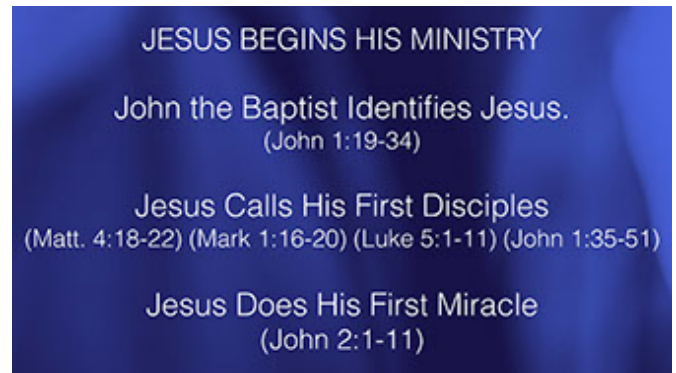 JESUS BEGINS HIS MINISTRY
John the Baptist Identifies Jesus.
(John 1:19-34)
Jesus Calls His First Disciples
(Matt. 4:18-22) (Mark 1:16-20) (Luke 5:1-11) (John 1:35-51)
Jesus Does His First Miracle
(John 2:1-11)